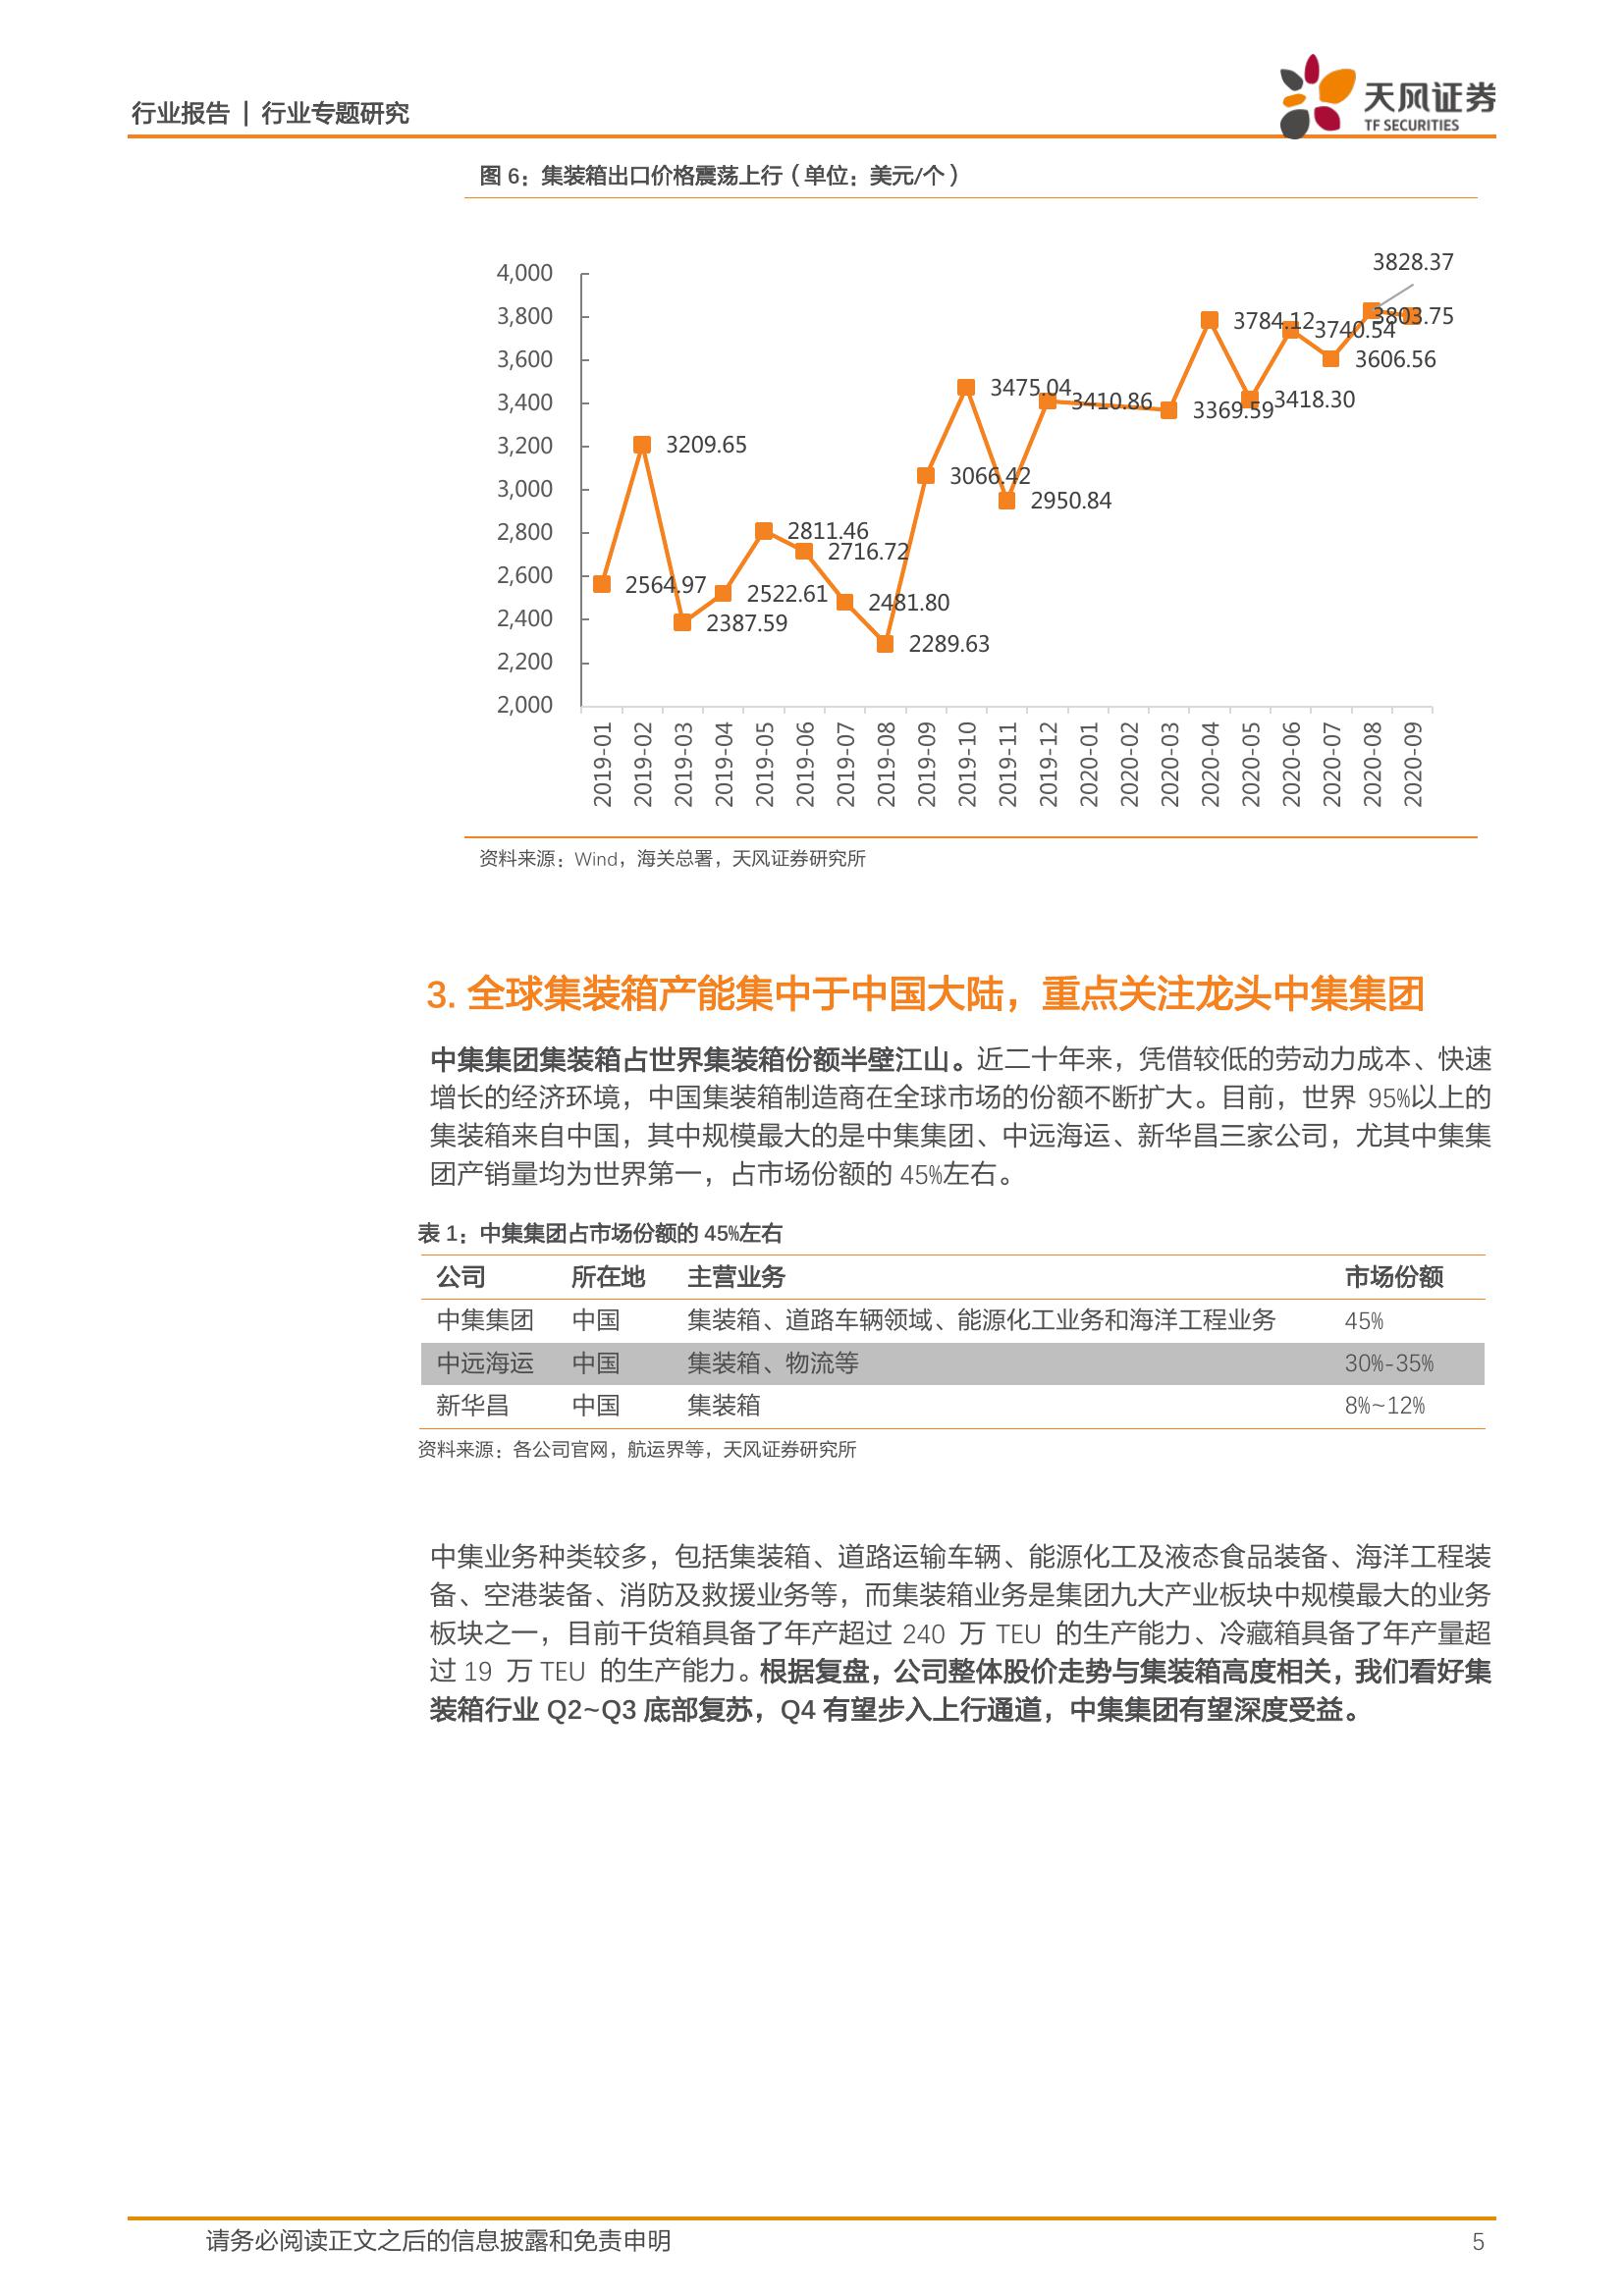 行业报告 | 行业专题研究
天风证券
TF SECURITIES
图 6：集装箱出口价格震荡上行（单位：美元/个）
4,000
3,800
3,600
3,400
3,200
3,000
2,800
2,600
2,400
2,200
2,000
2564.97
3209.65
2387.59
2522.61
2811.46
2716.72
2481.80
2289.63
3066.42
3475.04
2950.84
3410.86
3369.59
3784.12
3418.30
3740.54
3606.56
3828.37
3803.75
2019-01
2019-02
2019-03
2019-04
2019-05
2019-06
2019-07
2019-08
2019-09
2019-10
2019-11
2019-12
2020-01
2020-02
2020-03
2020-04
2020-05
2020-06
2020-07
2020-08
2020-09
资料来源：Wind，海关总署，天风证券研究所
3. 全球集装箱产能集中于中国大陆，重点关注龙头中集集团
中集集团集装箱占世界集装箱份额半壁江山。近二十年来，凭借较低的劳动力成本、快速
增长的经济环境，中国集装箱制造商在全球市场的份额不断扩大。目前，世界 95%以上的
集装箱来自中国，其中规模最大的是中集集团、中远海运、新华昌三家公司，尤其中集集
团产销量均为世界第一，占市场份额的 45%左右。
表 1：中集集团占市场份额的 45%左右
公司 所在地 主营业务 市场份额
中集集团 中国 集装箱、道路车辆领域、能源化工业务和海洋工程业务 45%
中远海运 中国 集装箱、物流等 30%-35%
新华昌 中国 集装箱 8%~12%
资料来源：各公司官网，航运界等，天风证券研究所
中集业务种类较多，包括集装箱、道路运输车辆、能源化工及液态食品装备、海洋工程装
备、空港装备、消防及救援业务等，而集装箱业务是集团九大产业板块中规模最大的业务
板块之一，目前干货箱具备了年产超过 240 万 TEU 的生产能力、冷藏箱具备了年产量超
过 19 万 TEU 的生产能力。根据复盘，公司整体股价走势与集装箱高度相关，我们看好集
装箱行业 Q2~Q3 底部复苏，Q4 有望步入上行通道，中集集团有望深度受益。
请务必阅读正文之后的信息披露和免责申明 5